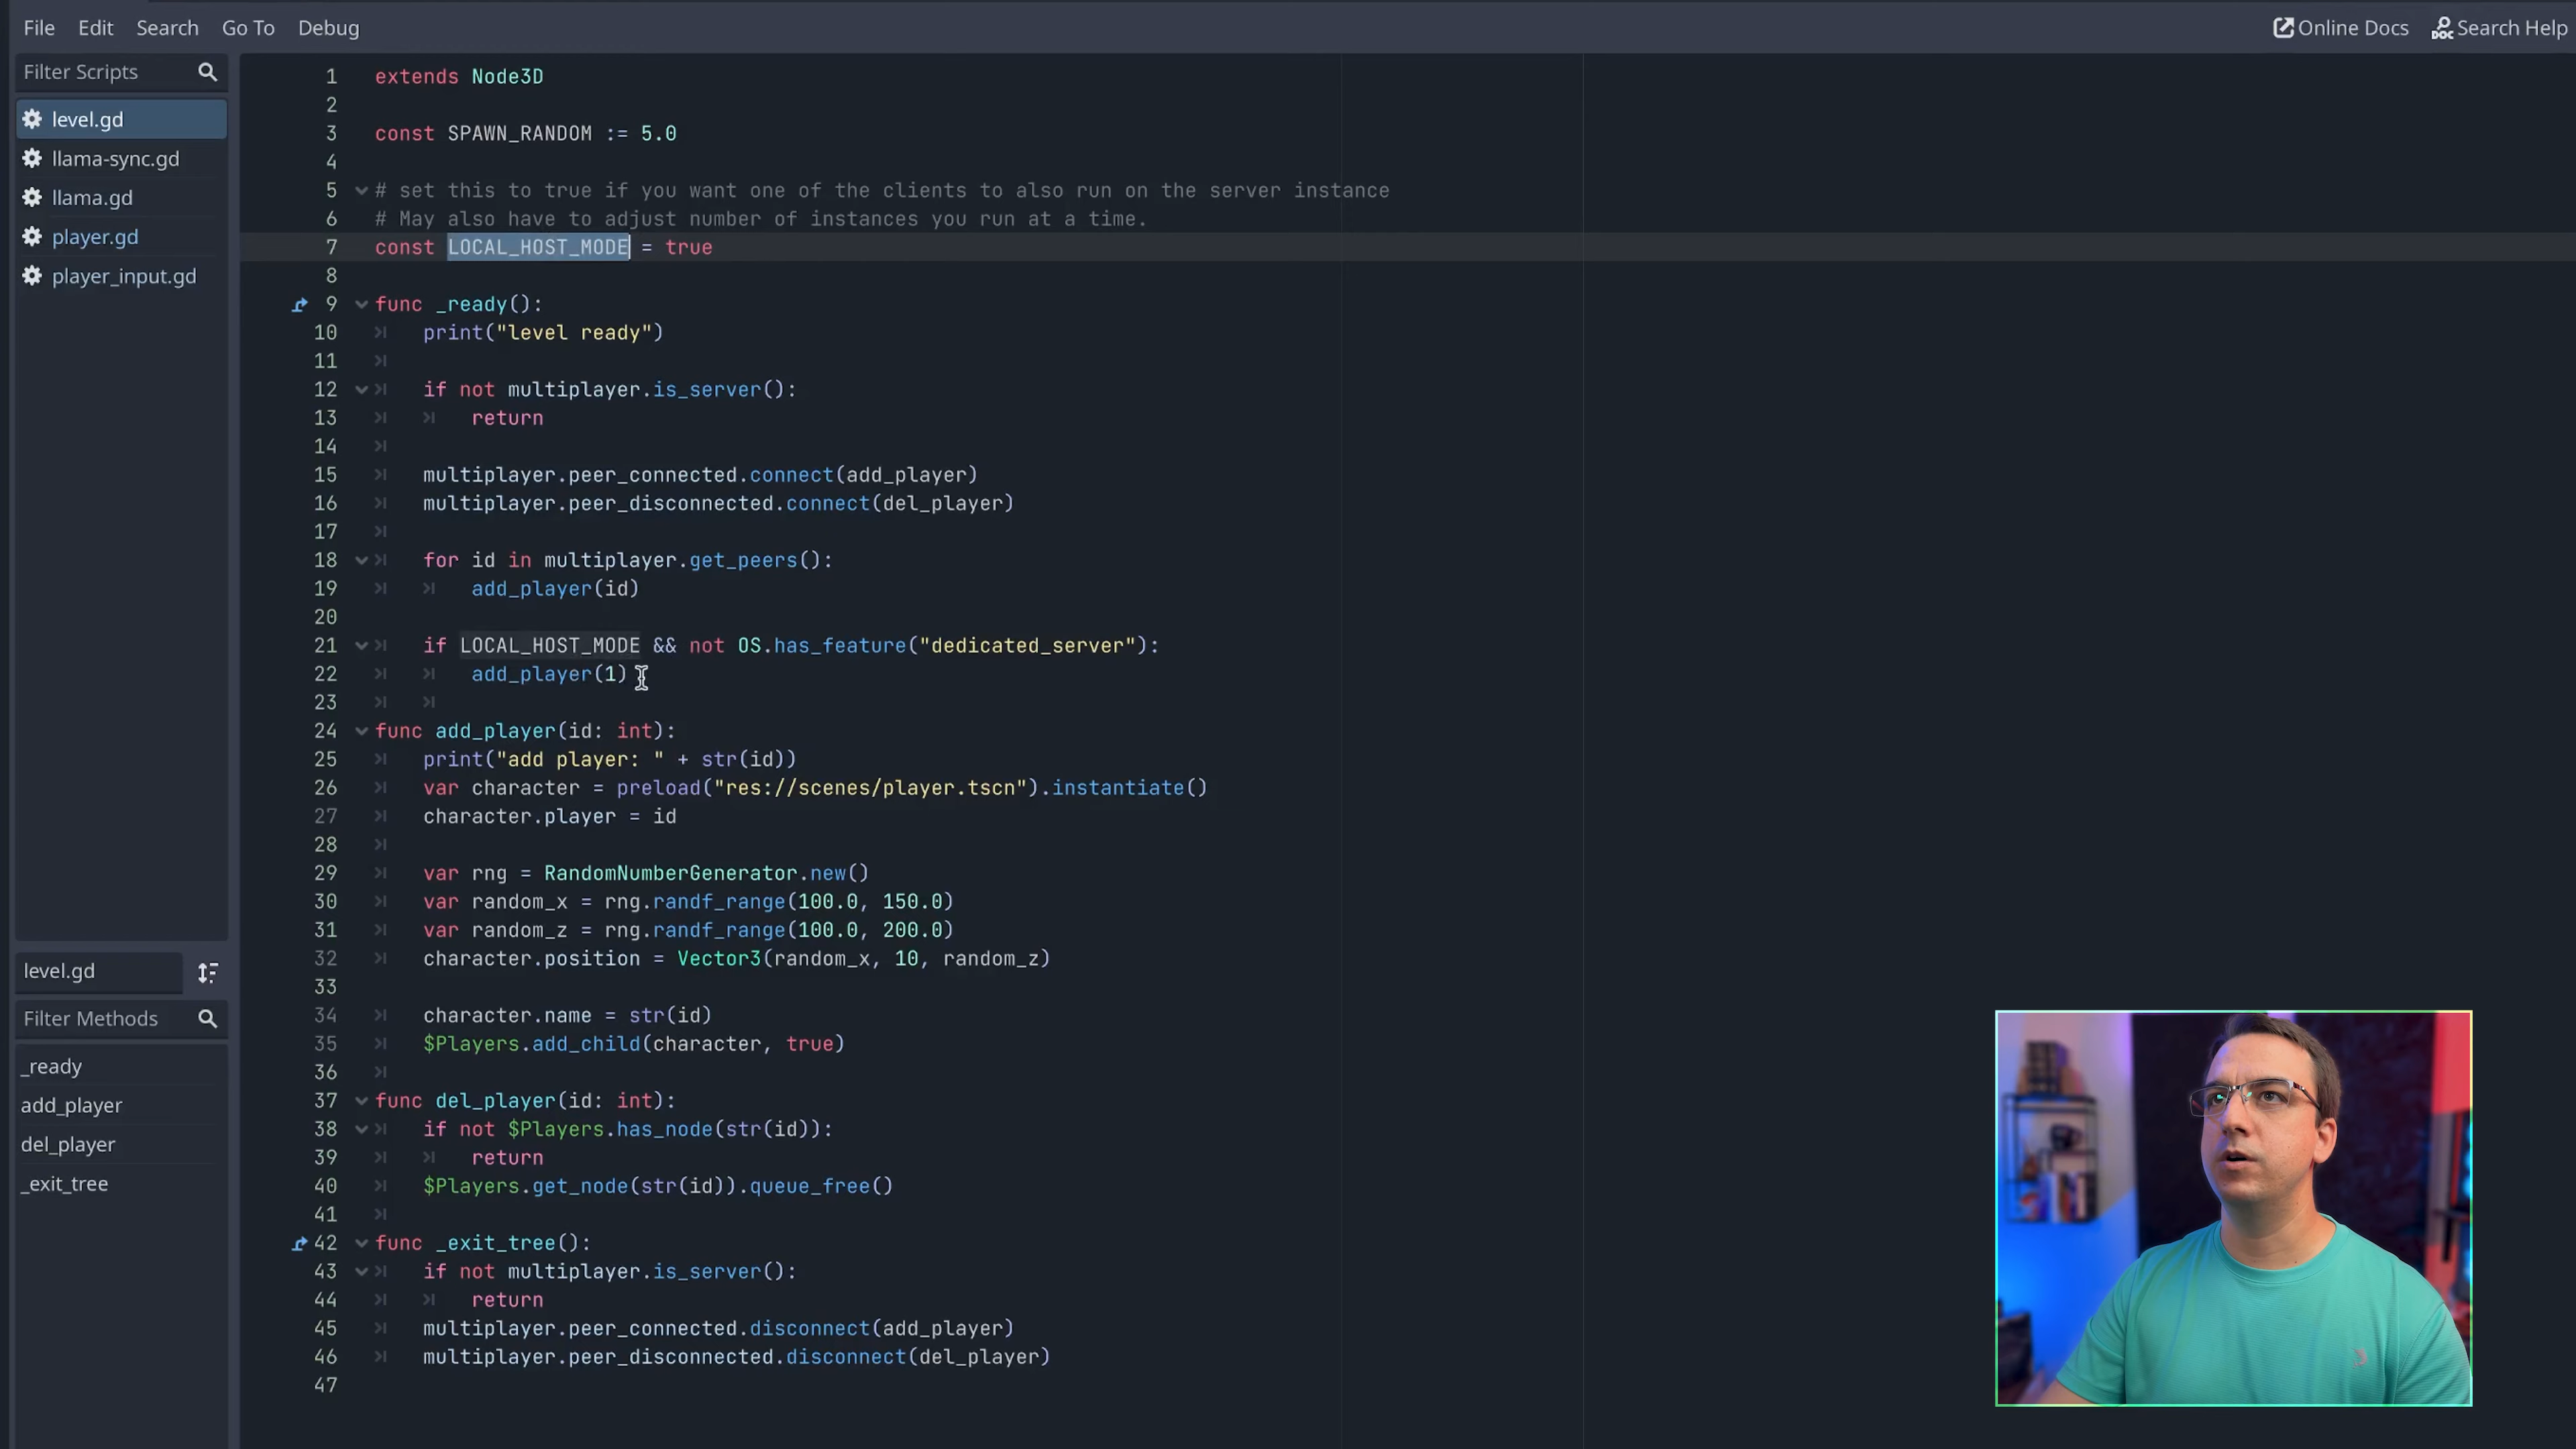 File Edit Search Go To Debug
Online Docs Search Help
Filter Scripts
level.gd
llama-sync.gd
llama.gd
player.gd
player_input.gd
level.gd
Filter Methods
_ready
add_player
del_player
_exit_tree
1 extends Node3D
2
3 const SPAWN_RANDOM := 5.0
4
5 # set this to true if you want one of the clients to also run on the server instance
6 # May also have to adjust number of instances you run at a time.
7 const LOCAL_HOST_MODE = true
8
9 func _ready():
10 print("level ready")
11
12 if not multiplayer.is_server():
13 return
14
15 multiplayer.peer_connected.connect(add_player)
16 multiplayer.peer_disconnected.connect(del_player)
17
18 for id in multiplayer.get_peers():
19 add_player(id)
20
21 if LOCAL_HOST_MODE && not OS.has_feature("dedicated_server"):
22 add_player(1)
23
24 func add_player(id: int):
25 print("add player: " + str(id))
26 var character = preload("res://scenes/player.tscn").instantiate()
27 character.player = id
28
29 var rng = RandomNumberGenerator.new()
30 var random_x = rng.randf_range(100.0, 150.0)
31 var random_z = rng.randf_range(100.0, 200.0)
32 character.position = Vector3(random_x, 10, random_z)
33
34 character.name = str(id)
35 $Players.add_child(character, true)
36
37 func del_player(id: int):
38 if not $Players.has_node(str(id)):
39 return
40 $Players.get_node(str(id)).queue_free()
41
42 func _exit_tree():
43 if not multiplayer.is_server():
44 return
45 multiplayer.peer_connected.disconnect(add_player)
46 multiplayer.peer_disconnected.disconnect(del_player)
47